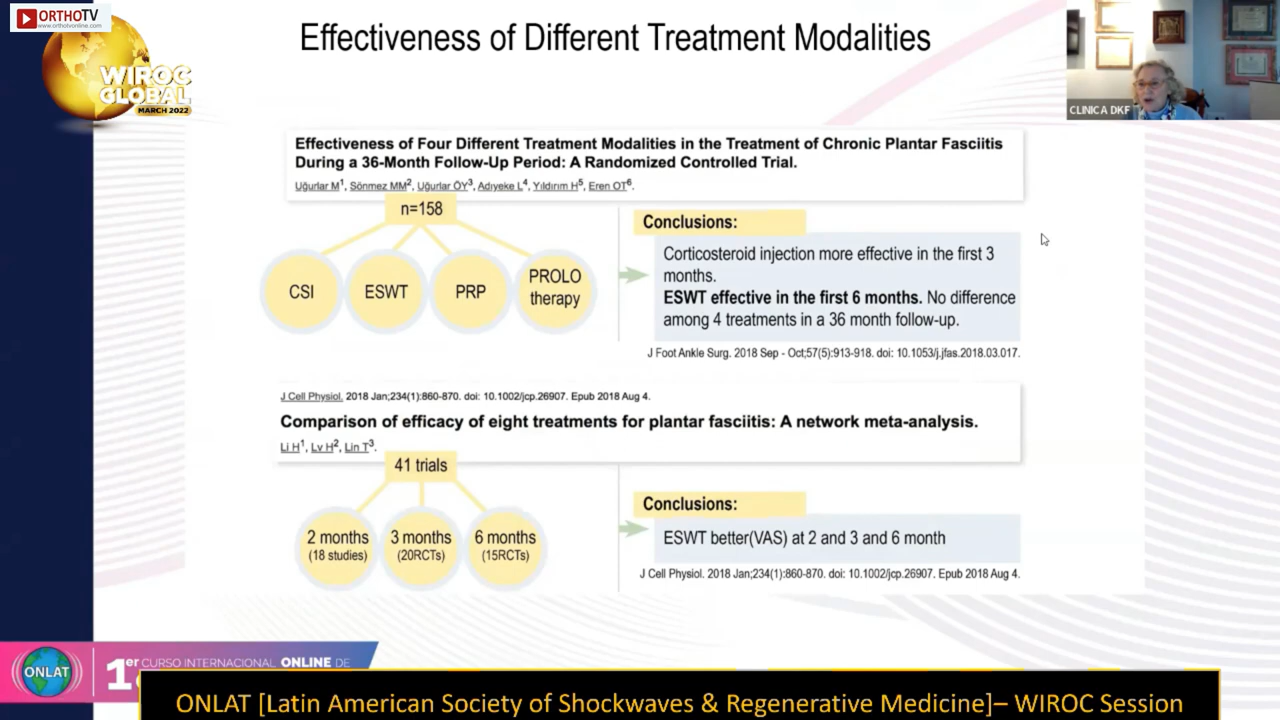 ORTHOTV
www.orthotvonline.com
WIROC
GLOBAL
MARCH 2022
Effectiveness of Different Treatment Modalities
CLINICA DKF
Effectiveness of Four Different Treatment Modalities in the Treatment of Chronic Plantar Fasciitis
During a 36-Month Follow-Up Period: A Randomized Controlled Trial.
Uğurlar M1, Sönmez MM2, Uğurlar ÖY3, Adıyeke L4, Yıldırım H5, Eren OT6.
n=158
CSI
ESWT
PRP
PROLO
therapy
Conclusions:
Corticosteroid injection more effective in the first 3
months.
ESWT effective in the first 6 months. No difference
among 4 treatments in a 36 month follow-up.
J Foot Ankle Surg. 2018 Sep - Oct;57(5):913-918. doi: 10.1053/j.jfas.2018.03.017.
J Cell Physiol. 2018 Jan;234(1):860-870. doi: 10.1002/jcp.26907. Epub 2018 Aug 4.
Comparison of efficacy of eight treatments for plantar fasciitis: A network meta-analysis.
Li H1, Lv H2, Lin T3.
41 trials
2 months
(18 studies)
3 months
(20RCTs)
6 months
(15RCTs)
Conclusions:
ESWT better(VAS) at 2 and 3 and 6 month
J Cell Physiol. 2018 Jan;234(1):860-870. doi: 10.1002/jcp.26907. Epub 2018 Aug 4.
ONLAT
1er CURSO INTERNACIONAL ONLINE DE
ONLAT [Latin American Society of Shockwaves & Regenerative Medicine]– WIROC Session